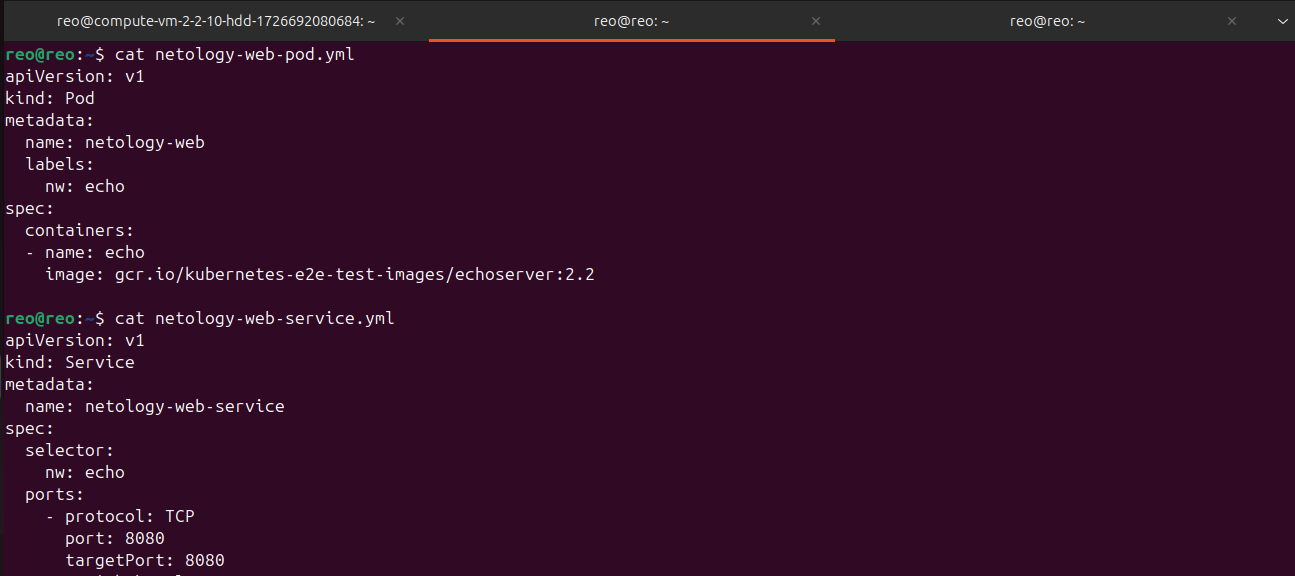 reo@compute-vm-2-2-10-hdd-1726692080684: ~
reo@reo: ~
reo@reo: ~
reo@reo:~$ cat netology-web-pod.yml
apiVersion: v1
kind: Pod
metadata:
  name: netology-web
  labels:
    nw: echo
spec:
  containers:
  - name: echo
    image: gcr.io/kubernetes-e2e-test-images/echoserver:2.2
reo@reo:~$ cat netology-web-service.yml
apiVersion: v1
kind: Service
metadata:
  name: netology-web-service
spec:
  selector:
    nw: echo
  ports:
    - protocol: TCP
      port: 8080
      targetPort: 8080